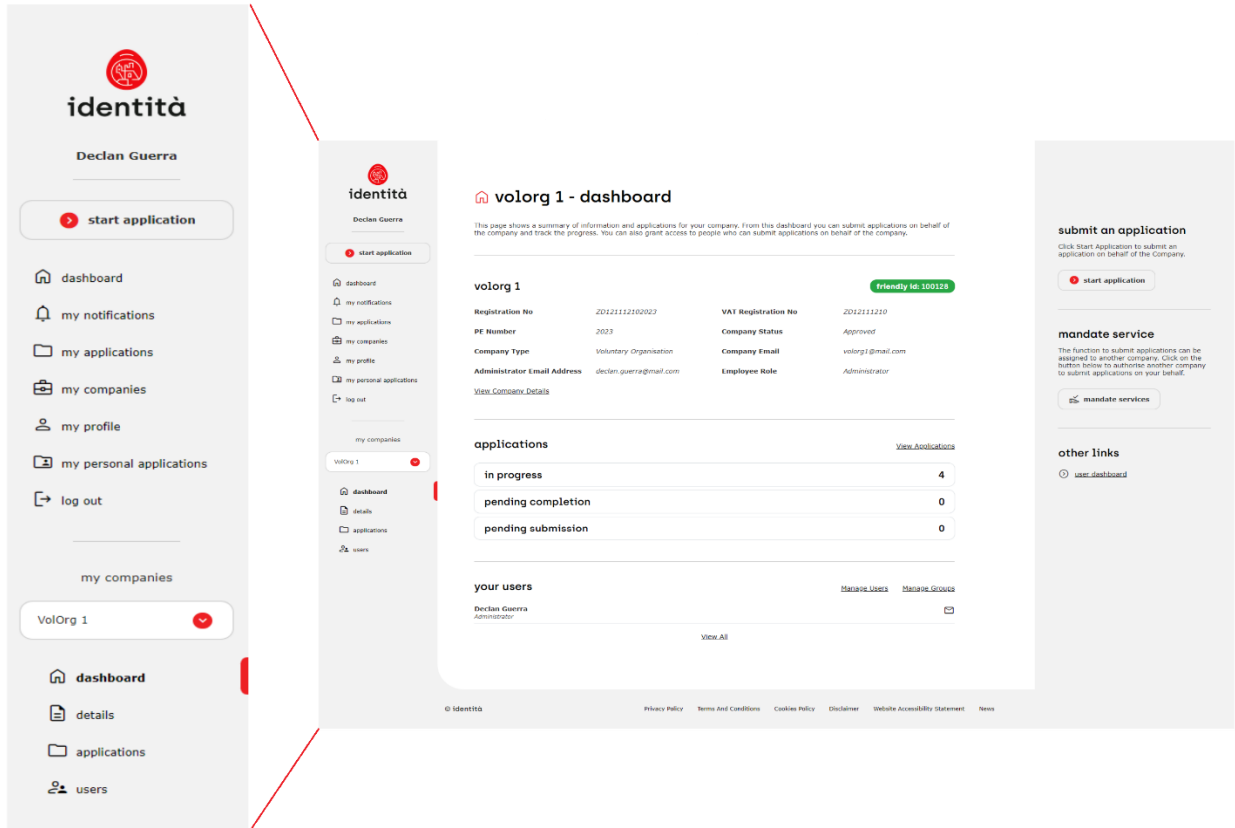 identità
Declan Guerra
start application
dashboard
my notifications
my applications
my companies
my profile
my personal applications
log out
my companies
VolOrg 1
dashboard
details
applications
users
identità
Declan Guerra
start application
dashboard
my notifications
my applications
my companies
my profile
my personal applications
log out
my companies
VolOrg 1
dashboard
details
applications
users
volorg 1 - dashboard
This page shows a summary of information and applications for your company. From this dashboard you can submit applications on behalf of
the company and track the progress. You can also grant access to people who can submit applications on behalf of the company.
volorg 1
friendly id: 100128
Registration No ZD121112102023 VAT Registration No ZD12111210
PE Number 2023 Company Status Approved
Company Type Voluntary Organisation Company Email volorg1@mail.com
Administrator Email Address declan.guerra@mail.com Employee Role Administrator
View Company Details
applications View Applications
in progress 4
pending completion 0
pending submission 0
your users Manage Users Manage Groups
Declan Guerra
Administrator
View All
submit an application
Click Start Application to submit an
application on behalf of the Company.
start application
mandate service
The function to submit applications can be
assigned to another company. Click on the
button below to authorise another company
to submit applications on your behalf.
mandate services
other links
user dashboard
© identità Privacy Policy Terms And Conditions Cookies Policy Disclaimer Website Accessibility Statement News